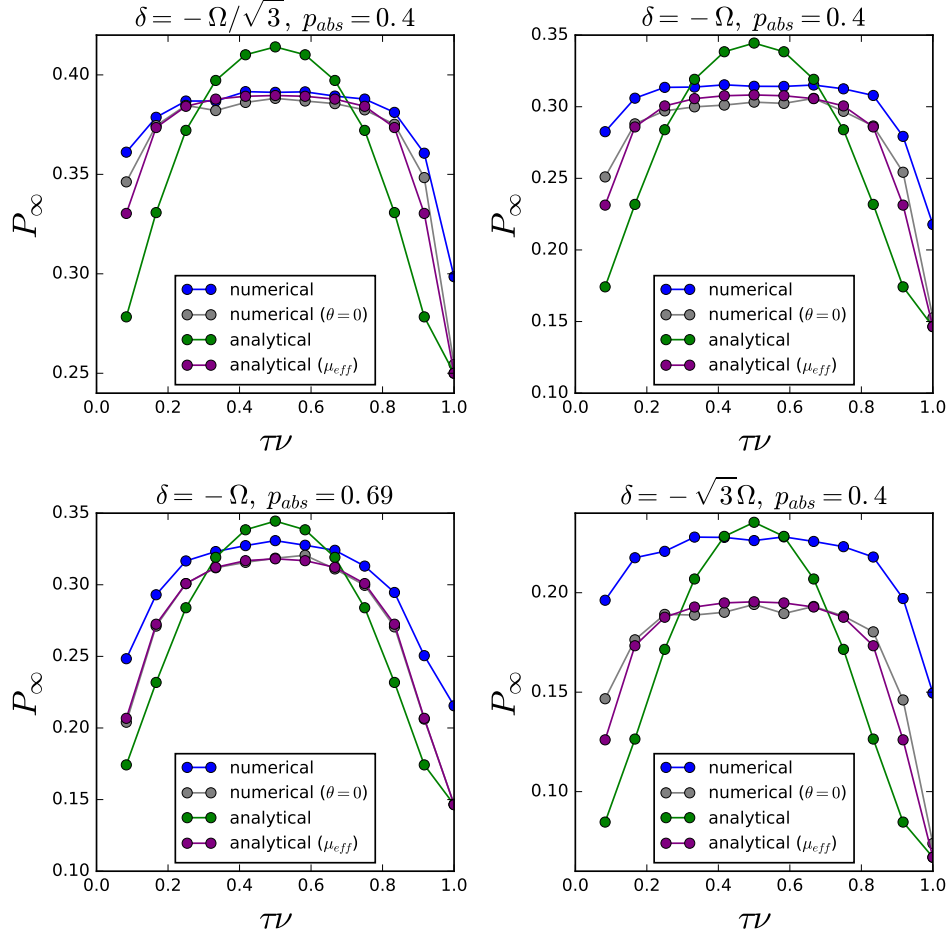 δ = − Ω/√3, p_abs = 0.4
P_∞
0.40
0.35
0.30
0.25
0.0 0.2 0.4 0.6 0.8 1.0
τν
numerical
numerical (θ = 0)
analytical
analytical (μ_eff)
δ = − Ω, p_abs = 0.4
P_∞
0.35
0.30
0.25
0.20
0.15
0.10
0.0 0.2 0.4 0.6 0.8 1.0
τν
numerical
numerical (θ = 0)
analytical
analytical (μ_eff)
δ = − Ω, p_abs = 0.69
P_∞
0.35
0.30
0.25
0.20
0.15
0.10
0.0 0.2 0.4 0.6 0.8 1.0
τν
numerical
numerical (θ = 0)
analytical
analytical (μ_eff)
δ = − √3Ω, p_abs = 0.4
P_∞
0.20
0.15
0.10
0.0 0.2 0.4 0.6 0.8 1.0
τν
numerical
numerical (θ = 0)
analytical
analytical (μ_eff)